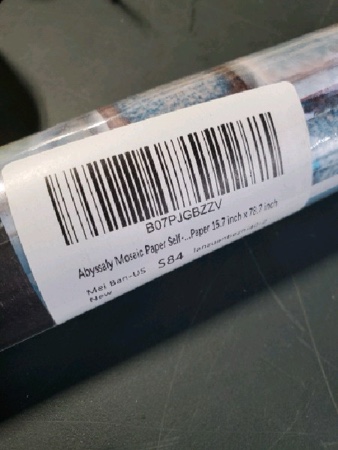 B07PJGBZZV
Abyssaly Mosaic Paper Self-...Paper 15.7 inch x 78.7 inch
Mei Ban-US S84
New